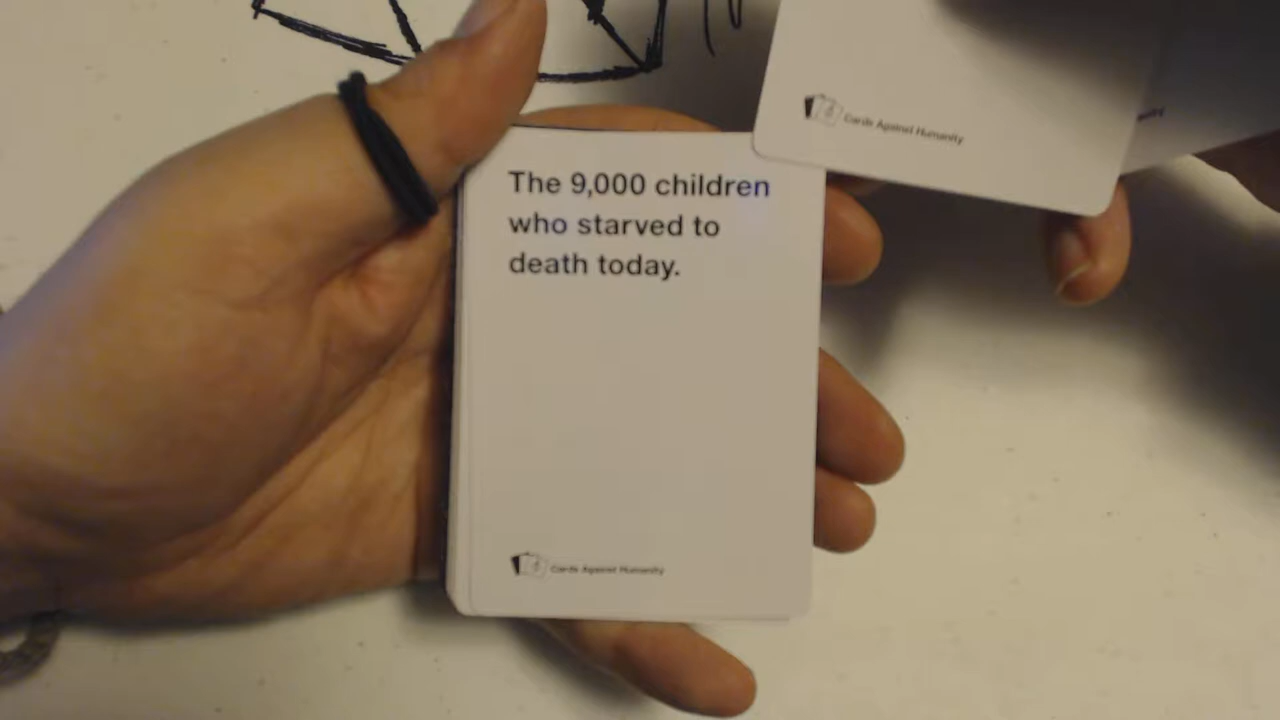 Cards Against Humanity
The 9,000 children
who starved to
death today.
Cards Against Humanity